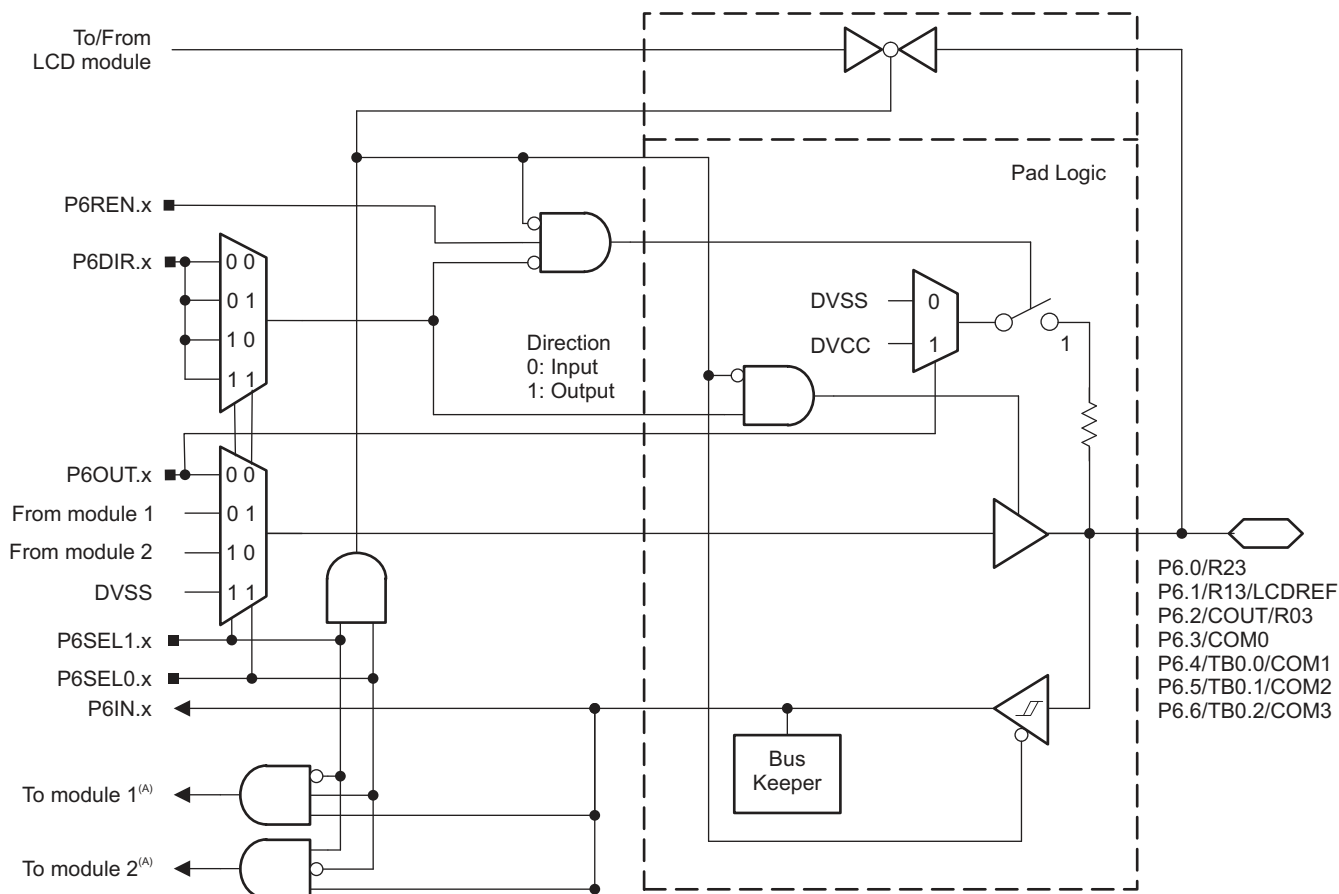 To/From
LCD module
Pad Logic
P6REN.x
P6DIR.x
0 0
0 1
1 0
1 1
Direction
0: Input
1: Output
DVSS
DVCC
0
1
1
P6OUT.x
From module 1
From module 2
DVSS
0 0
0 1
1 0
1 1
P6SEL1.x
P6SEL0.x
P6IN.x
P6.0/R23
P6.1/R13/LCDREF
P6.2/COUT/R03
P6.3/COM0
P6.4/TB0.0/COM1
P6.5/TB0.1/COM2
P6.6/TB0.2/COM3
Bus
Keeper
To module 1(A)
To module 2(A)